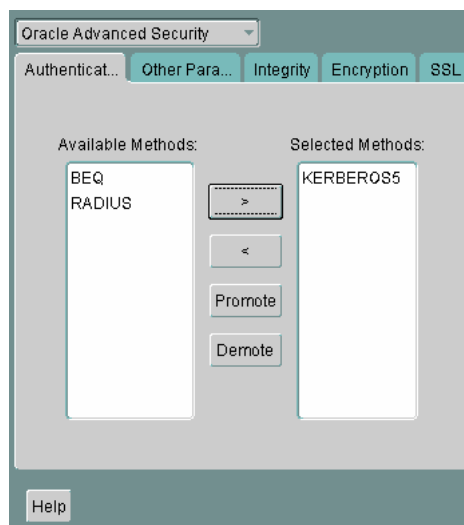 Oracle Advanced Security
Authenticat... Other Para... Integrity Encryption SSL
Available Methods: Selected Methods:
BEQ
RADIUS
KERBEROS5
>
<
Promote
Demote
Help